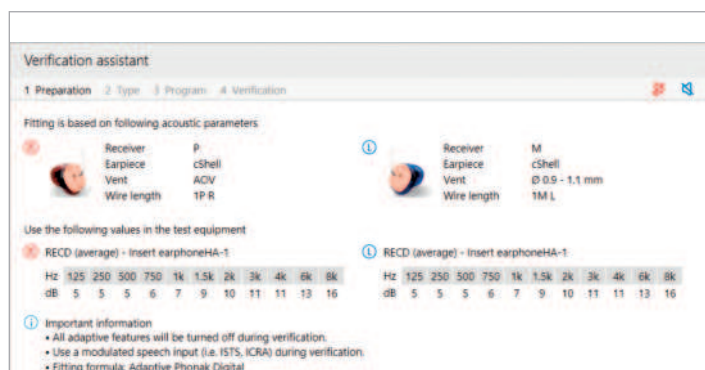 Verification assistant
1 Preparation 2 Type 3 Program 4 Verification
Fitting is based on following acoustic parameters
Receiver P
Earpiece cShell
Vent AOV
Wire length 1P R
L
Receiver M
Earpiece cShell
Vent Ø 0.9 - 1.1 mm
Wire length 1M L
Use the following values in the test equipment
RECD (average) - Insert earphoneHA-1
Hz 125 250 500 750 1k 1.5k 2k 3k 4k 6k 8k
dB 5 5 5 6 7 9 10 11 11 13 16
L RECD (average) - Insert earphoneHA-1
Hz 125 250 500 750 1k 1.5k 2k 3k 4k 6k 8k
dB 5 5 5 6 7 9 10 11 11 13 16
i Important information
• All adaptive features will be turned off during verification.
• Use a modulated speech input (i.e. ISTS, ICRA) during verification.
• Fitting formula: Adaptive Phonak Digital